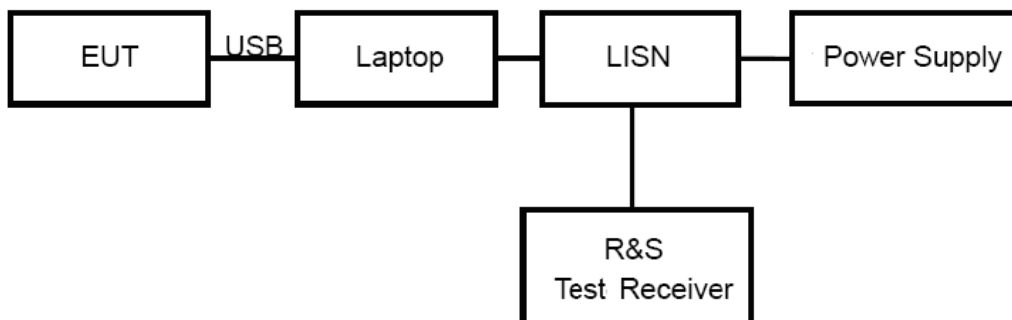 EUT
USB
Laptop
LISN
Power Supply
R&S
Test Receiver